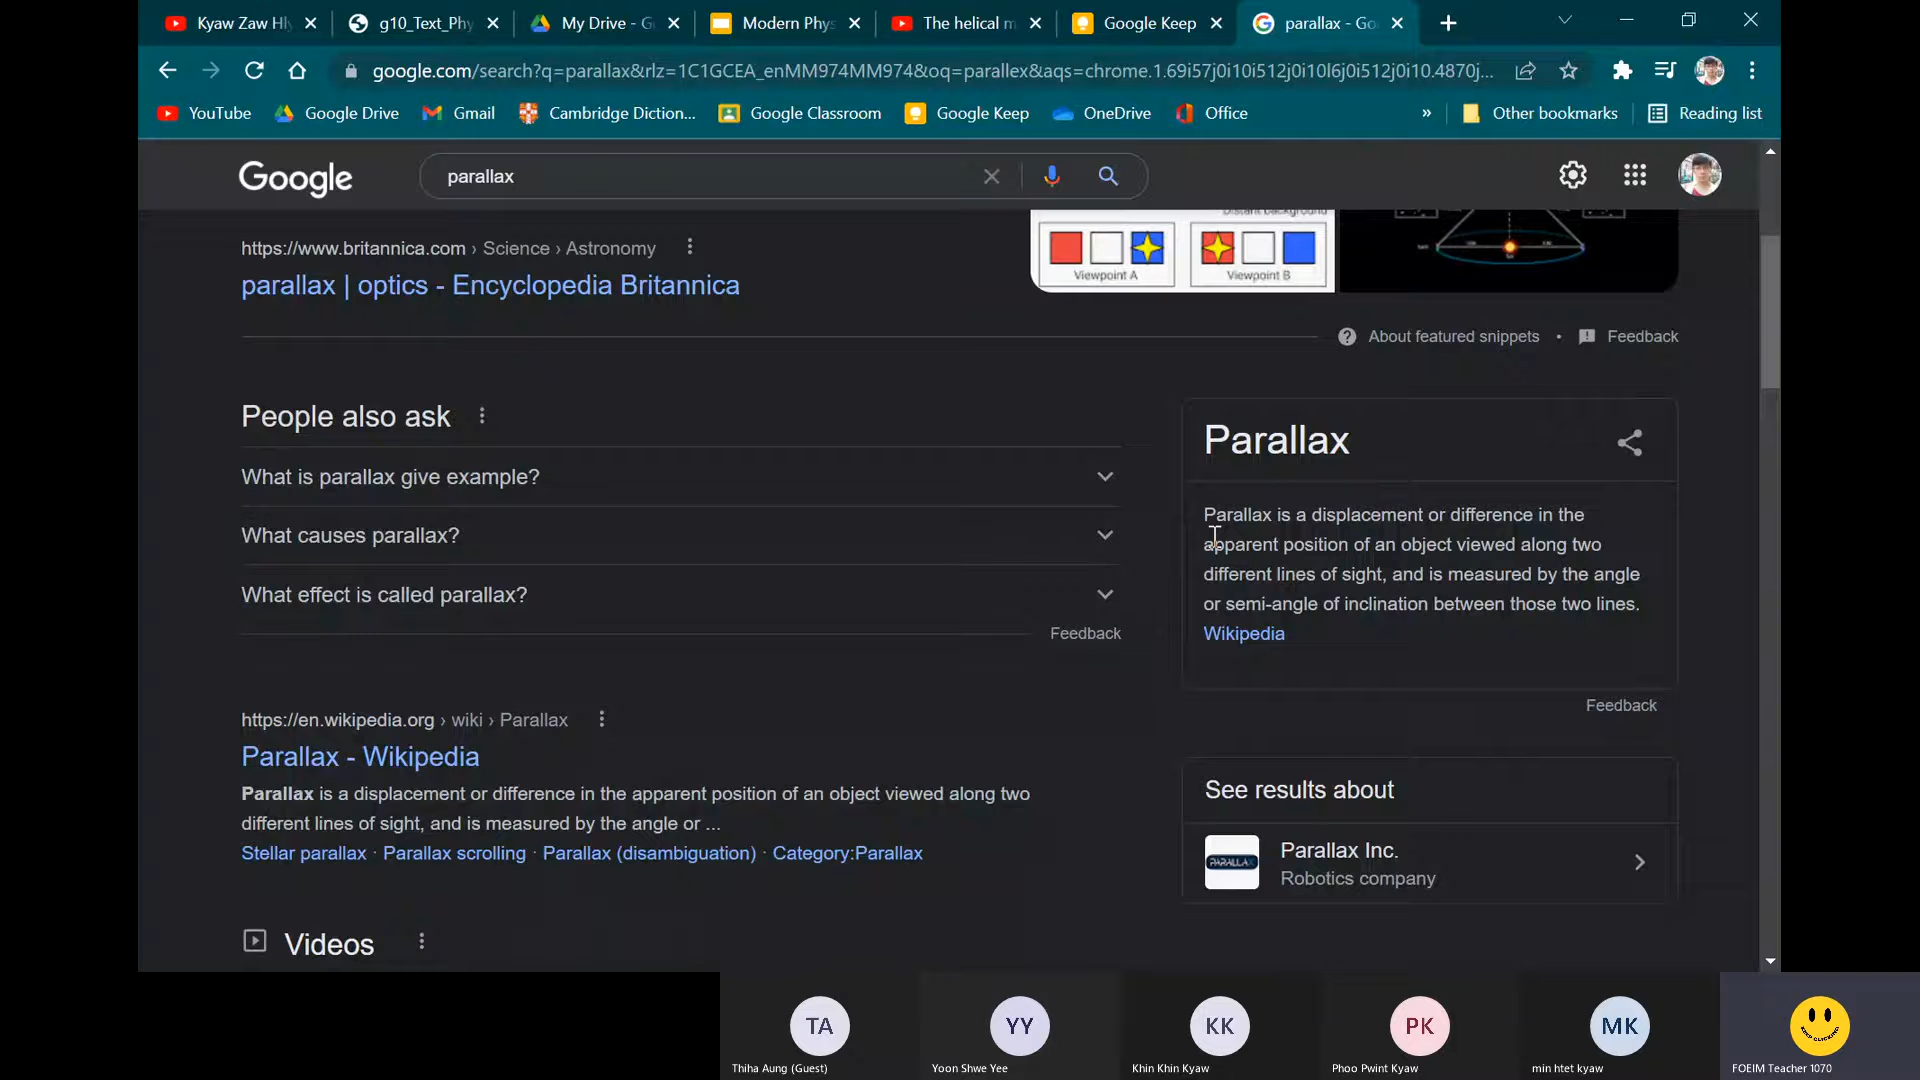 Kyaw Zaw Hl
g10_Text_Phy
My Drive - G
Modern Phys
The helical m
Google Keep
parallax - Go
google.com/search?q=parallax&rlz=1C1GCEA_enMM974MM974&oq=parallex&aqs=chrome.1.69i57j0i10i512j0i10l6j0i512j0i10.4870j...
YouTube
Google Drive
Gmail
Cambridge Diction...
Google Classroom
Google Keep
OneDrive
Office
»
Other bookmarks
Reading list
Google
parallax
Distant background
Viewpoint A
Viewpoint B
https://www.britannica.com › Science › Astronomy
parallax | optics - Encyclopedia Britannica
About featured snippets • Feedback
People also ask
What is parallax give example?
What causes parallax?
What effect is called parallax?
Feedback
Parallax
Parallax is a displacement or difference in the
apparent position of an object viewed along two
different lines of sight, and is measured by the angle
or semi-angle of inclination between those two lines.
Wikipedia
Feedback
https://en.wikipedia.org › wiki › Parallax
Parallax - Wikipedia
Parallax is a displacement or difference in the apparent position of an object viewed along two
different lines of sight, and is measured by the angle or ...
Stellar parallax · Parallax scrolling · Parallax (disambiguation) · Category:Parallax
See results about
PARALLAX
Parallax Inc.
Robotics company
Videos
TA
Thiha Aung (Guest)
YY
Yoon Shwe Yee
KK
Khin Khin Kyaw
PK
Phoo Pwint Kyaw
MK
min htet kyaw
KEEP CLICKING
FOEIM Teacher 1070